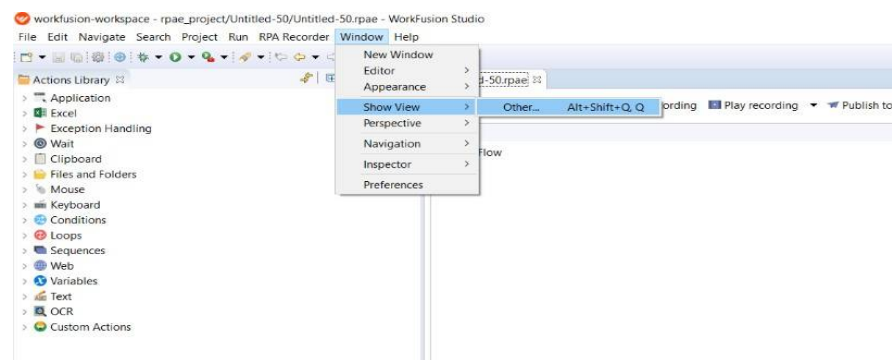 workfusion-workspace - rpae_project/Untitled-50/Untitled-50.rpae - WorkFusion Studio
File Edit Navigate Search Project Run RPA Recorder Window Help
New Window
Editor
Appearance
Show View
Perspective
Navigation
Inspector
Preferences
Other... Alt+Shift+Q, Q
Actions Library
Application
Excel
Exception Handling
Wait
Clipboard
Files and Folders
Mouse
Keyboard
Conditions
Loops
Sequences
Web
Variables
Text
OCR
Custom Actions
d-50.rpae
ording Play recording Publish to
Flow